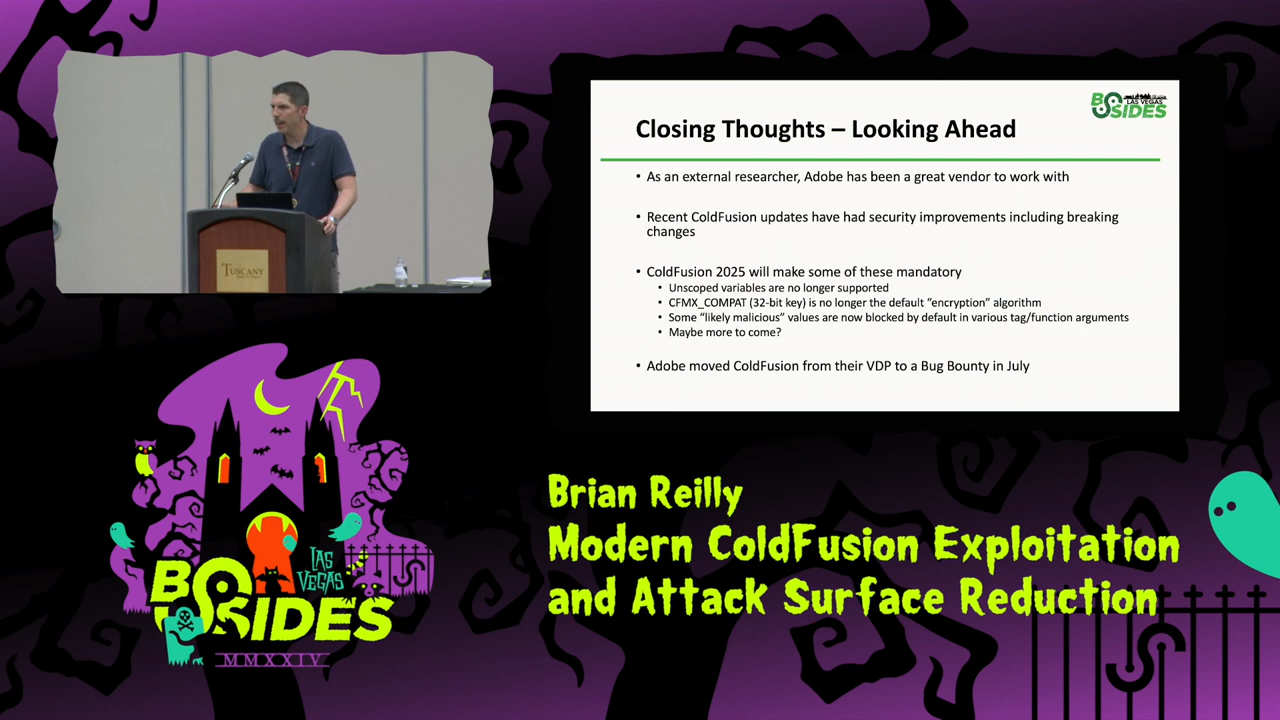 BSIDES
LAS VEGAS
Closing Thoughts – Looking Ahead
• As an external researcher, Adobe has been a great vendor to work with
• Recent ColdFusion updates have had security improvements including breaking
changes
• ColdFusion 2025 will make some of these mandatory
• Unscoped variables are no longer supported
• CFMX_COMPAT (32-bit key) is no longer the default “encryption” algorithm
• Some “likely malicious” values are now blocked by default in various tag/function arguments
• Maybe more to come?
• Adobe moved ColdFusion from their VDP to a Bug Bounty in July
TUSCANY
LAS
VEGAS
BSIDES
MMXXIV
Brian Reilly
Modern ColdFusion Exploitation
and Attack Surface Reduction